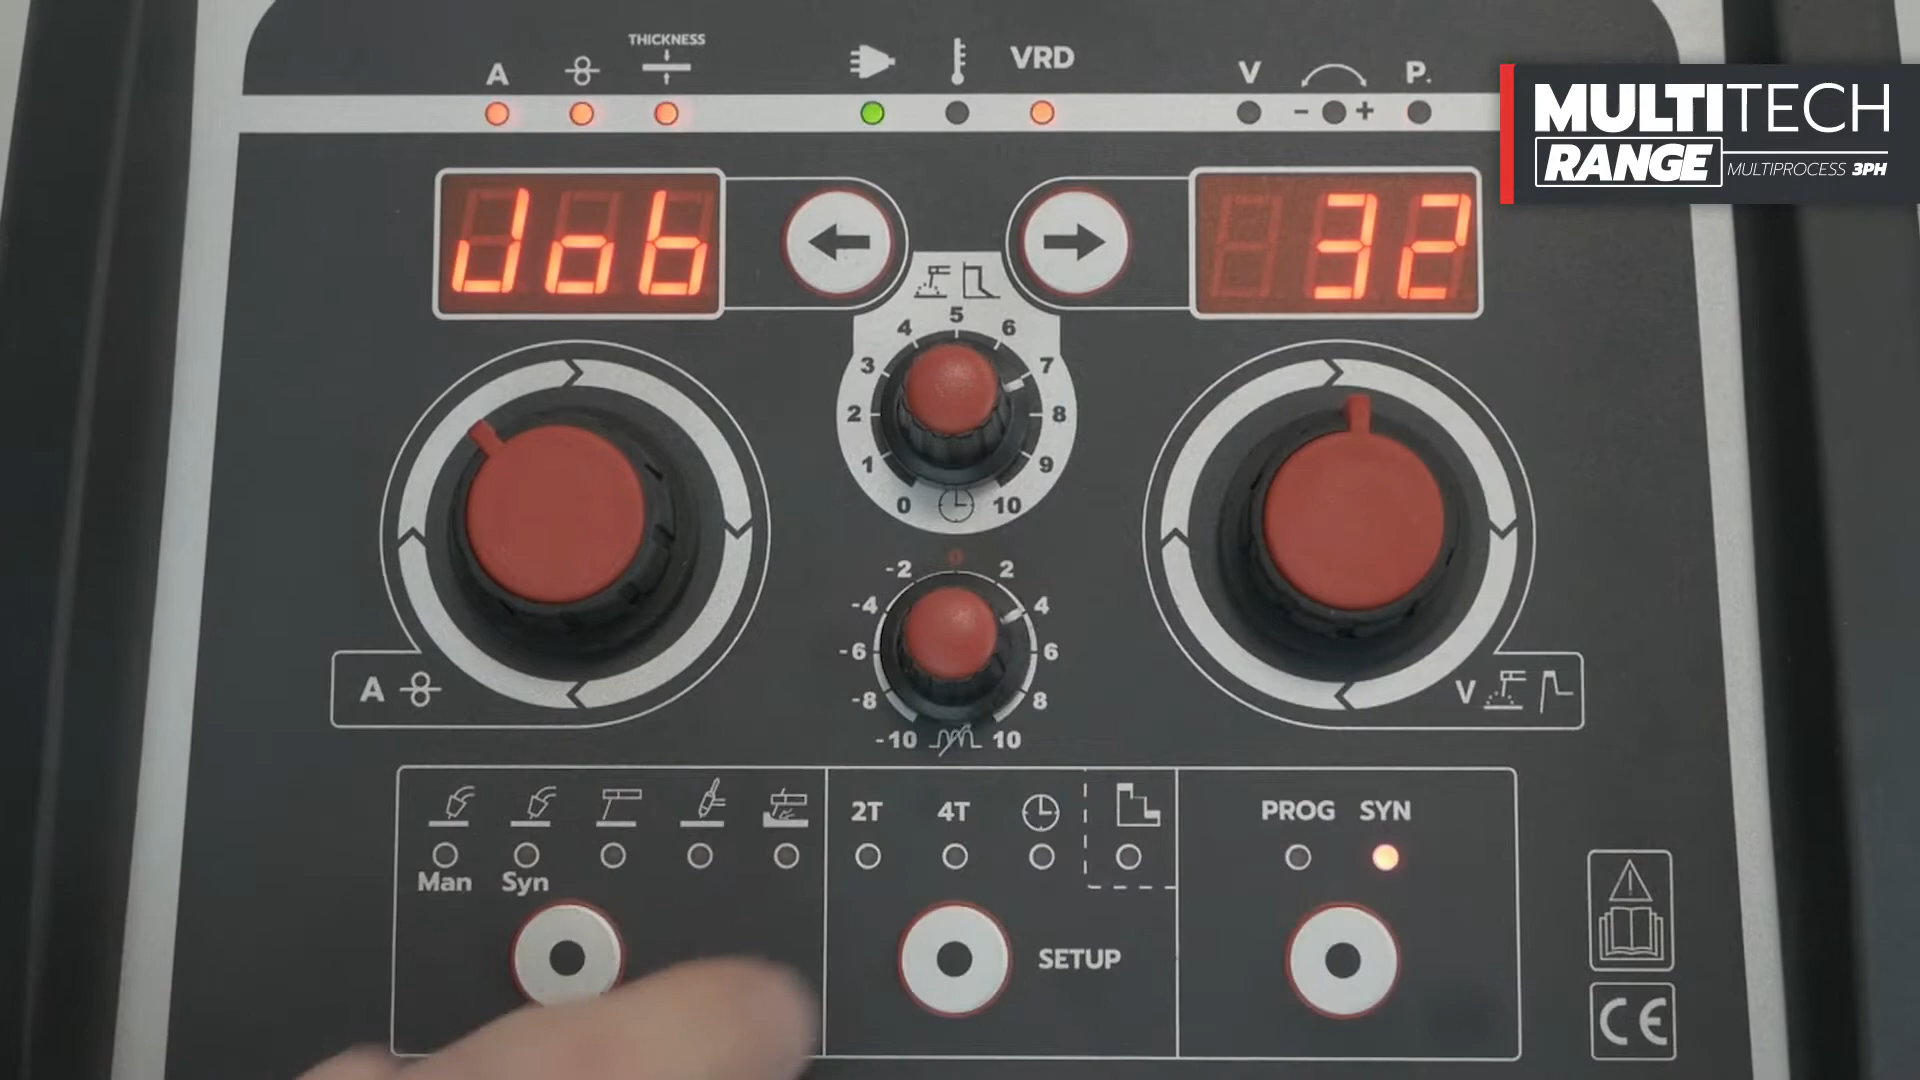 THICKNESS
A
VRD
V
- +
P.
MULTITECH
RANGE MULTIPROCESS 3PH
Job
32
5
4 6
3 7
2 8
1 9
0 10
0
-2 2
-4 4
-6 6
-8 8
-10 10
A
V
2T 4T
PROG SYN
Man Syn
SETUP
CE